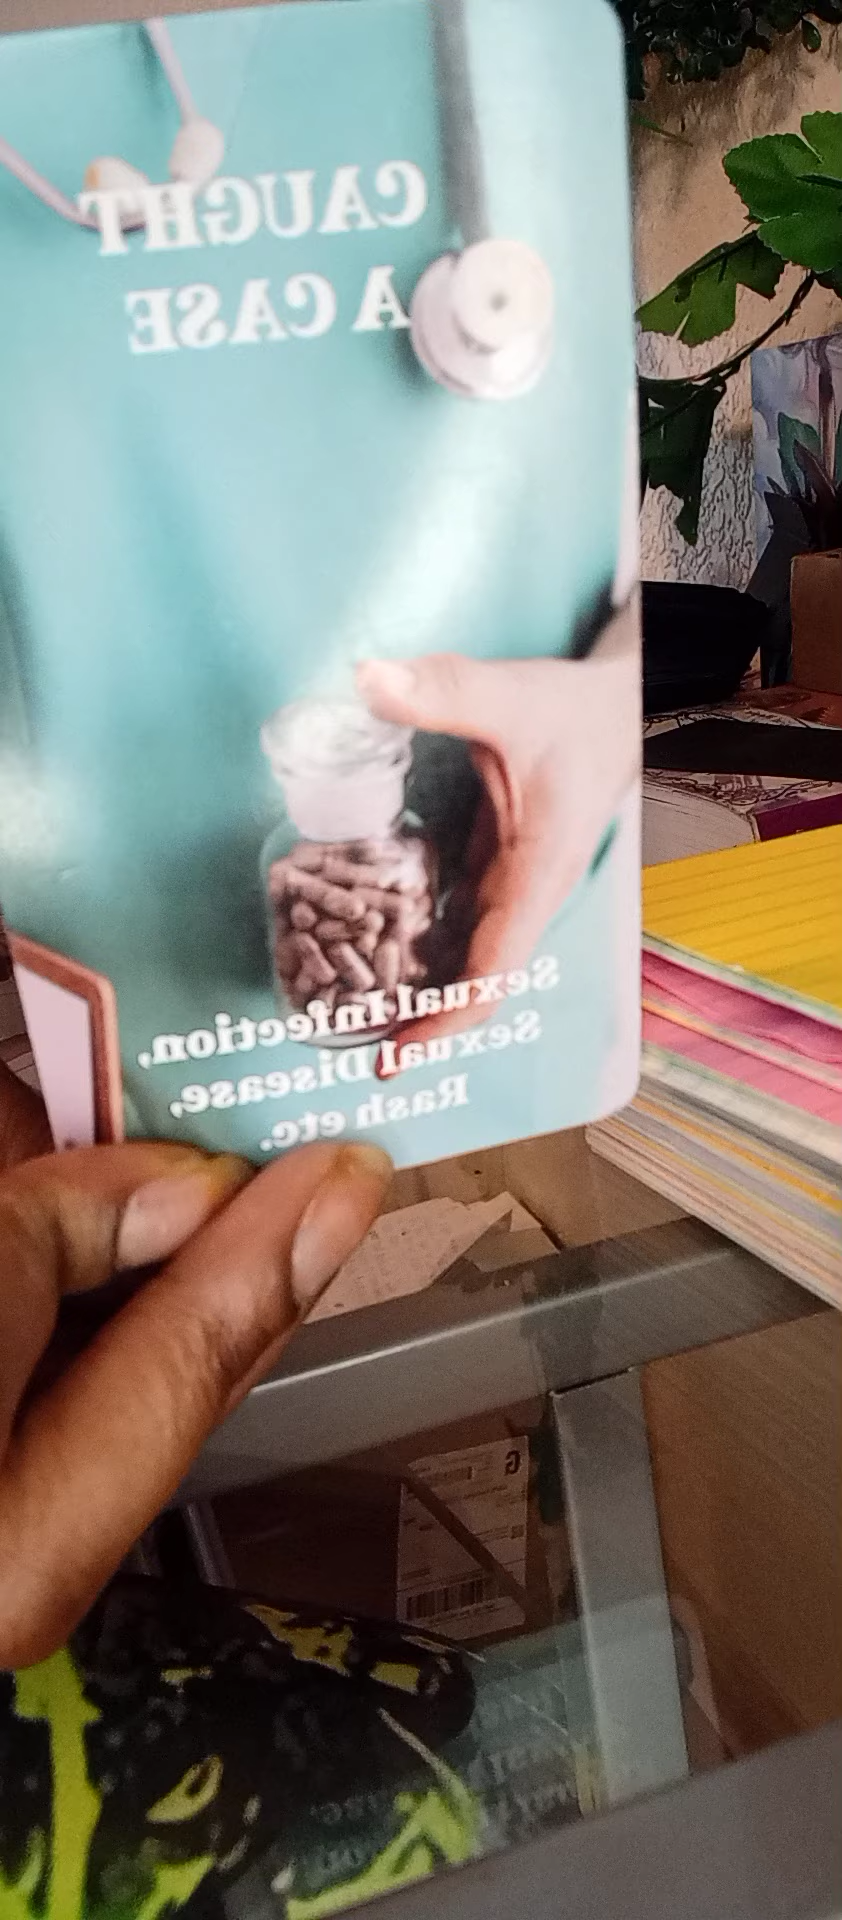 CAUGHT
A CASE
Sexual Infection,
Sexual Disease,
Rash etc.
G